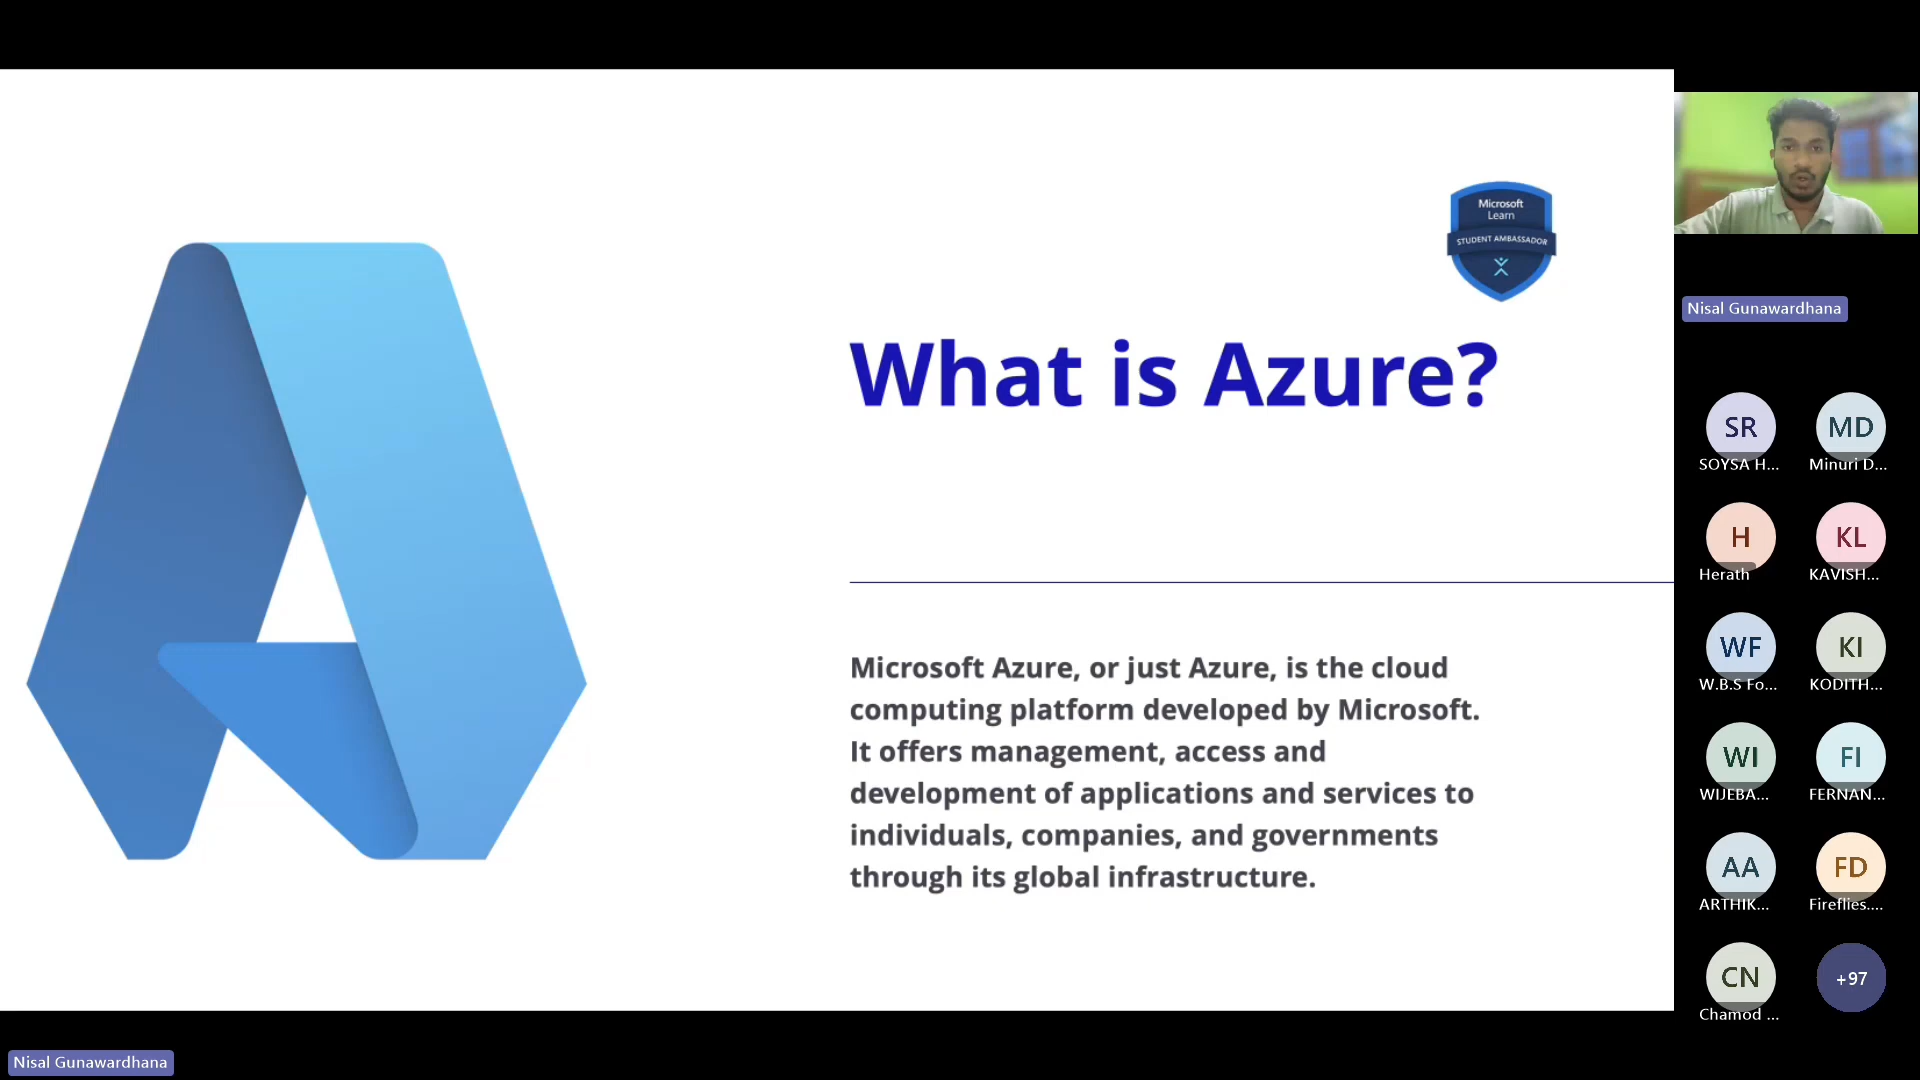 Microsoft
Learn
STUDENT AMBASSADOR
What is Azure?
Microsoft Azure, or just Azure, is the cloud
computing platform developed by Microsoft.
It offers management, access and
development of applications and services to
individuals, companies, and governments
through its global infrastructure.
Nisal Gunawardhana
SR
SOYSA H...
MD
Minuri D...
H
Herath
KL
KAVISH...
WF
W.B.S Fo...
KI
KODITH...
WI
WIJEBA...
FI
FERNAN...
AA
ARTHIK...
FD
Fireflies....
CN
Chamod ...
+97
Nisal Gunawardhana